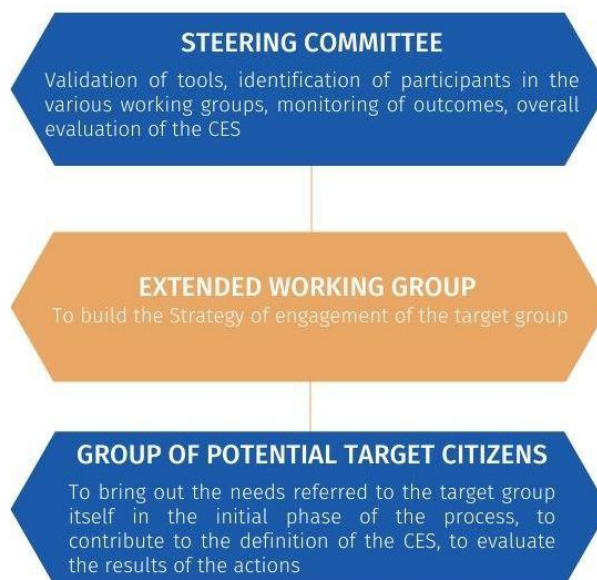 STEERING COMMITTEE
Validation of tools, identification of participants in the
various working groups, monitoring of outcomes, overall
evaluation of the CES
EXTENDED WORKING GROUP
To build the Strategy of engagement of the target group
GROUP OF POTENTIAL TARGET CITIZENS
To bring out the needs referred to the target group
itself in the initial phase of the process, to
contribute to the definition of the CES, to evaluate
the results of the actions